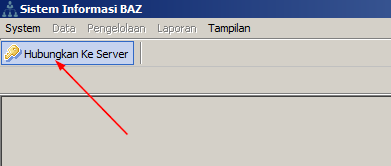 Sistem Informasi BAZ
System Data Pengelolaan Laporan Tampilan
Hubungkan Ke Server